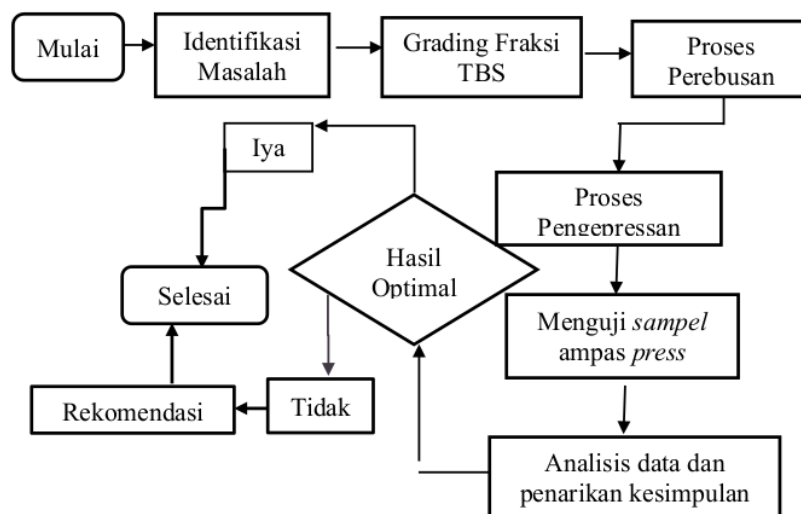 Mulai
Identifikasi
Masalah
Grading Fraksi
TBS
Proses
Perebusan
Iya
Proses
Pengepressan
Hasil
Optimal
Selesai
Menguji sampel
ampas press
Rekomendasi
Tidak
Analisis data dan
penarikan kesimpulan